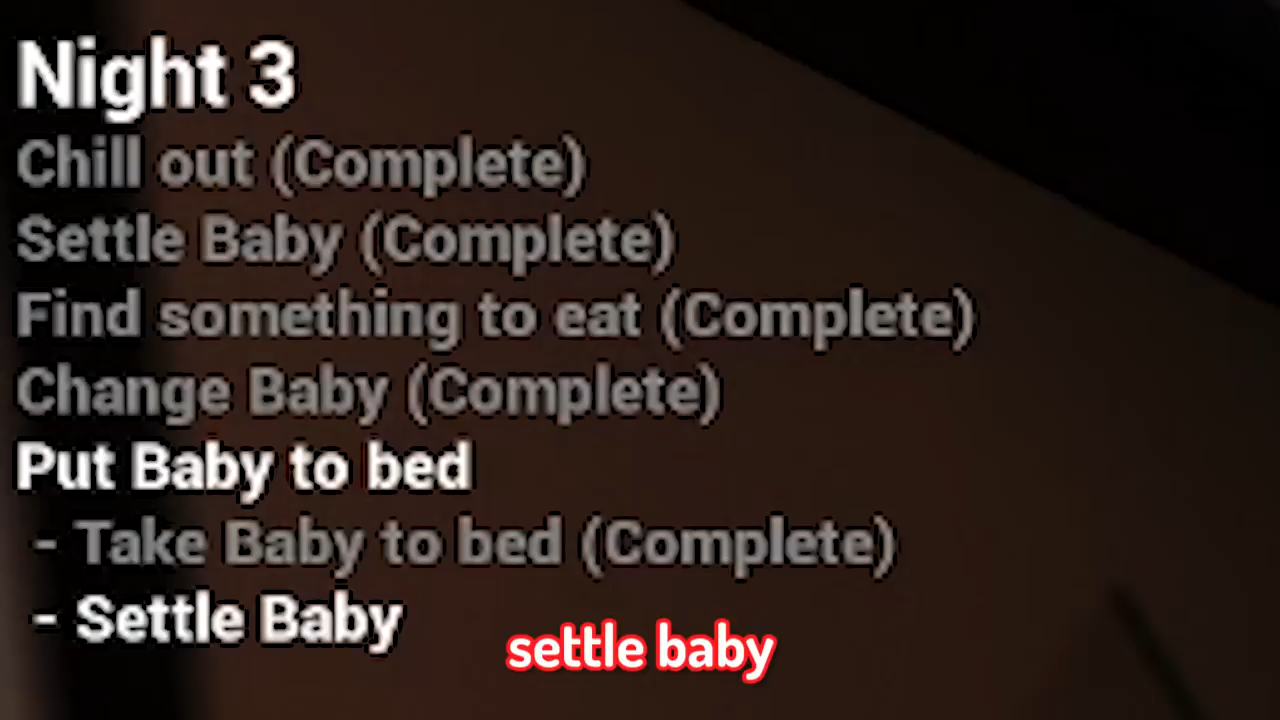 Night 3
Chill out (Complete)
Settle Baby (Complete)
Find something to eat (Complete)
Change Baby (Complete)
Put Baby to bed
- Take Baby to bed (Complete)
- Settle Baby
settle baby